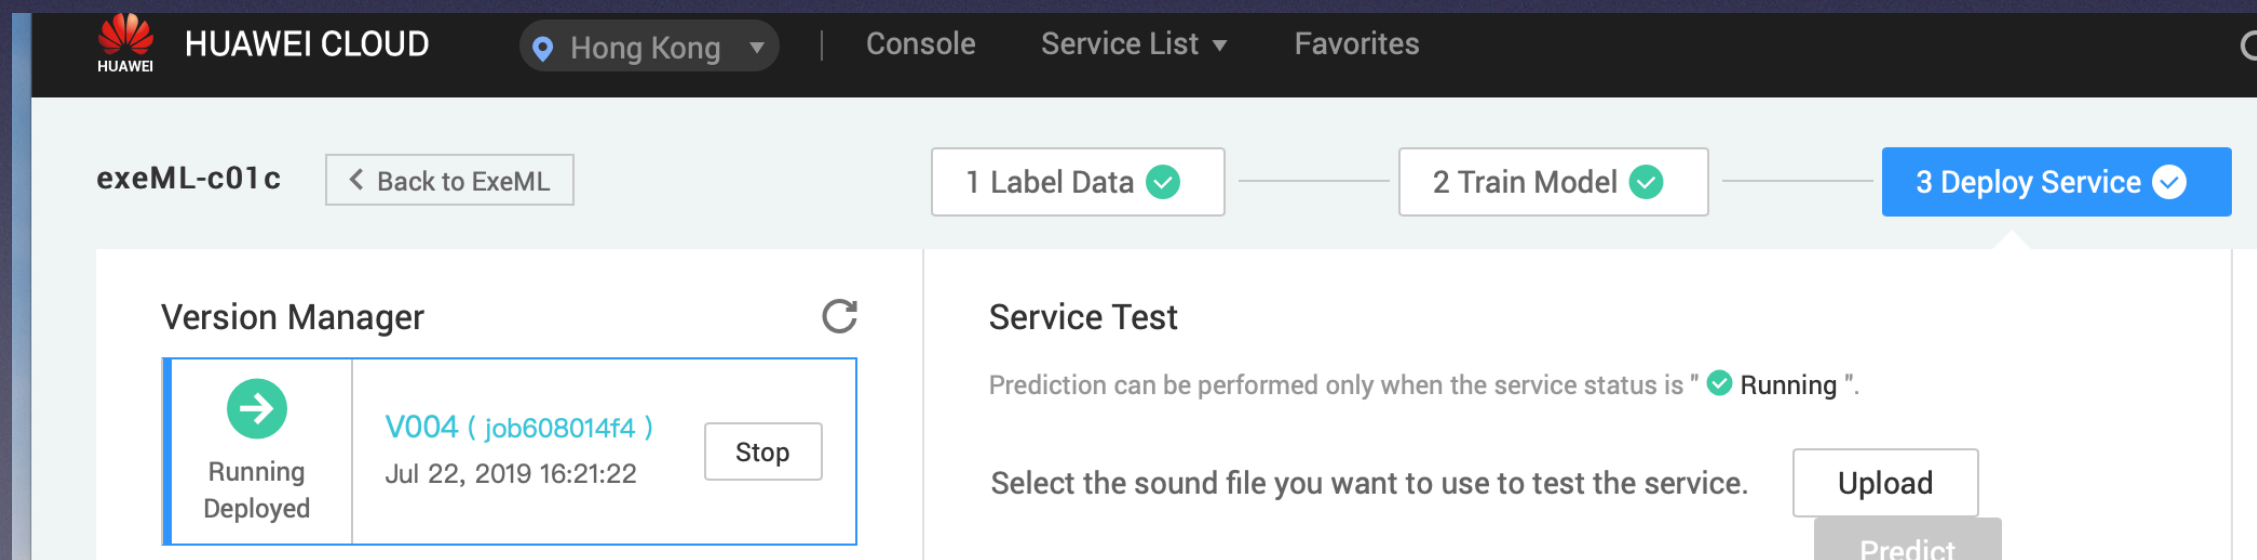 HUAWEI
HUAWEI CLOUD
Hong Kong
Console
Service List
Favorites
exeML-c01c
Back to ExeML
1 Label Data
2 Train Model
3 Deploy Service
Version Manager
Running
Deployed
V004 ( job608014f4 )
Jul 22, 2019 16:21:22
Stop
Service Test
Prediction can be performed only when the service status is " Running ".
Select the sound file you want to use to test the service.
Upload
Predict